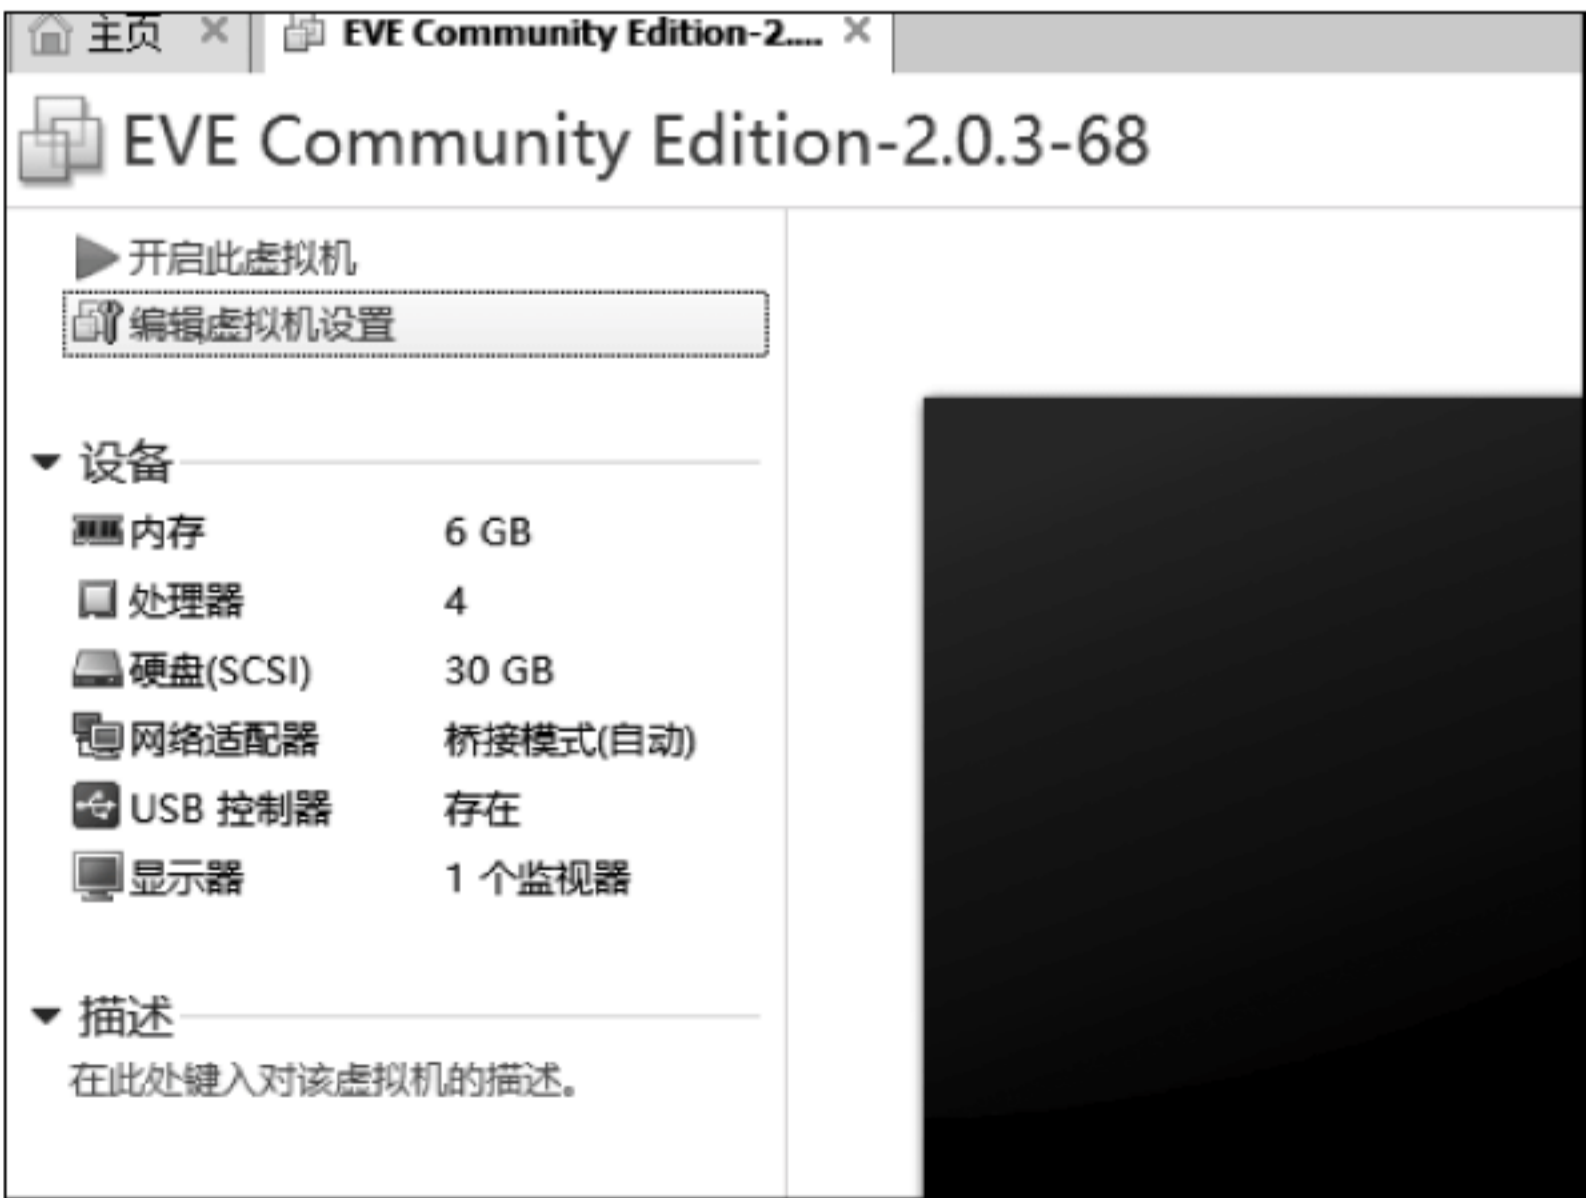 主页
EVE Community Edition-2....
EVE Community Edition-2.0.3-68
开启此虚拟机
编辑虚拟机设置
设备
内存 6 GB
处理器 4
硬盘(SCSI) 30 GB
网络适配器 桥接模式(自动)
USB 控制器 存在
显示器 1 个监视器
描述
在此处键入对该虚拟机的描述。